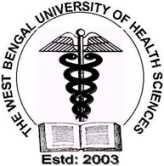 THE WEST BENGAL UNIVERSITY OF HEALTH SCIENCES
Estd: 2003